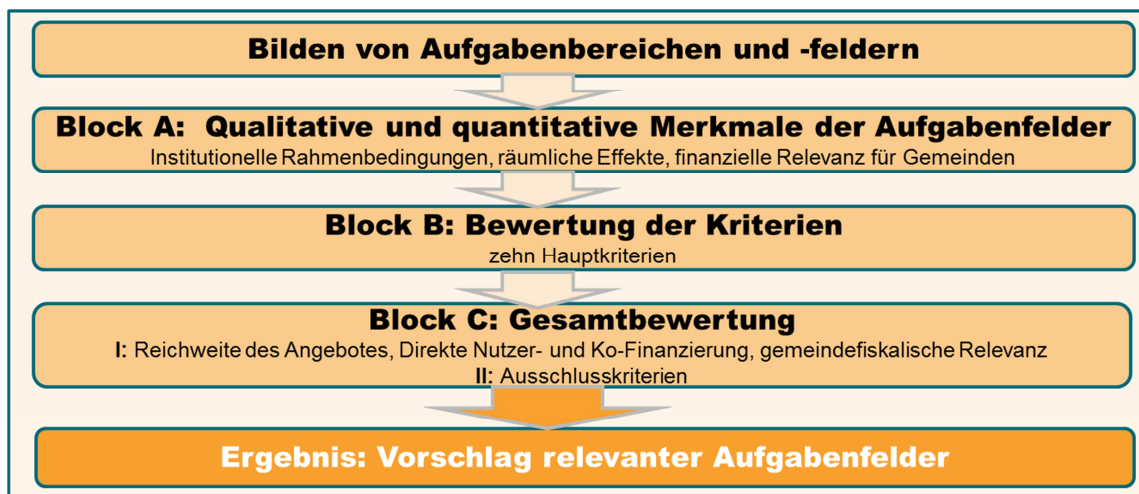 Bilden von Aufgabenbereichen und -feldern
Block A: Qualitative und quantitative Merkmale der Aufgabenfelder
Institutionelle Rahmenbedingungen, räumliche Effekte, finanzielle Relevanz für Gemeinden
Block B: Bewertung der Kriterien
zehn Hauptkriterien
Block C: Gesamtbewertung
I: Reichweite des Angebotes, Direkte Nutzer- und Ko-Finanzierung, gemeindefiskalische Relevanz
II: Ausschlusskriterien
Ergebnis: Vorschlag relevanter Aufgabenfelder